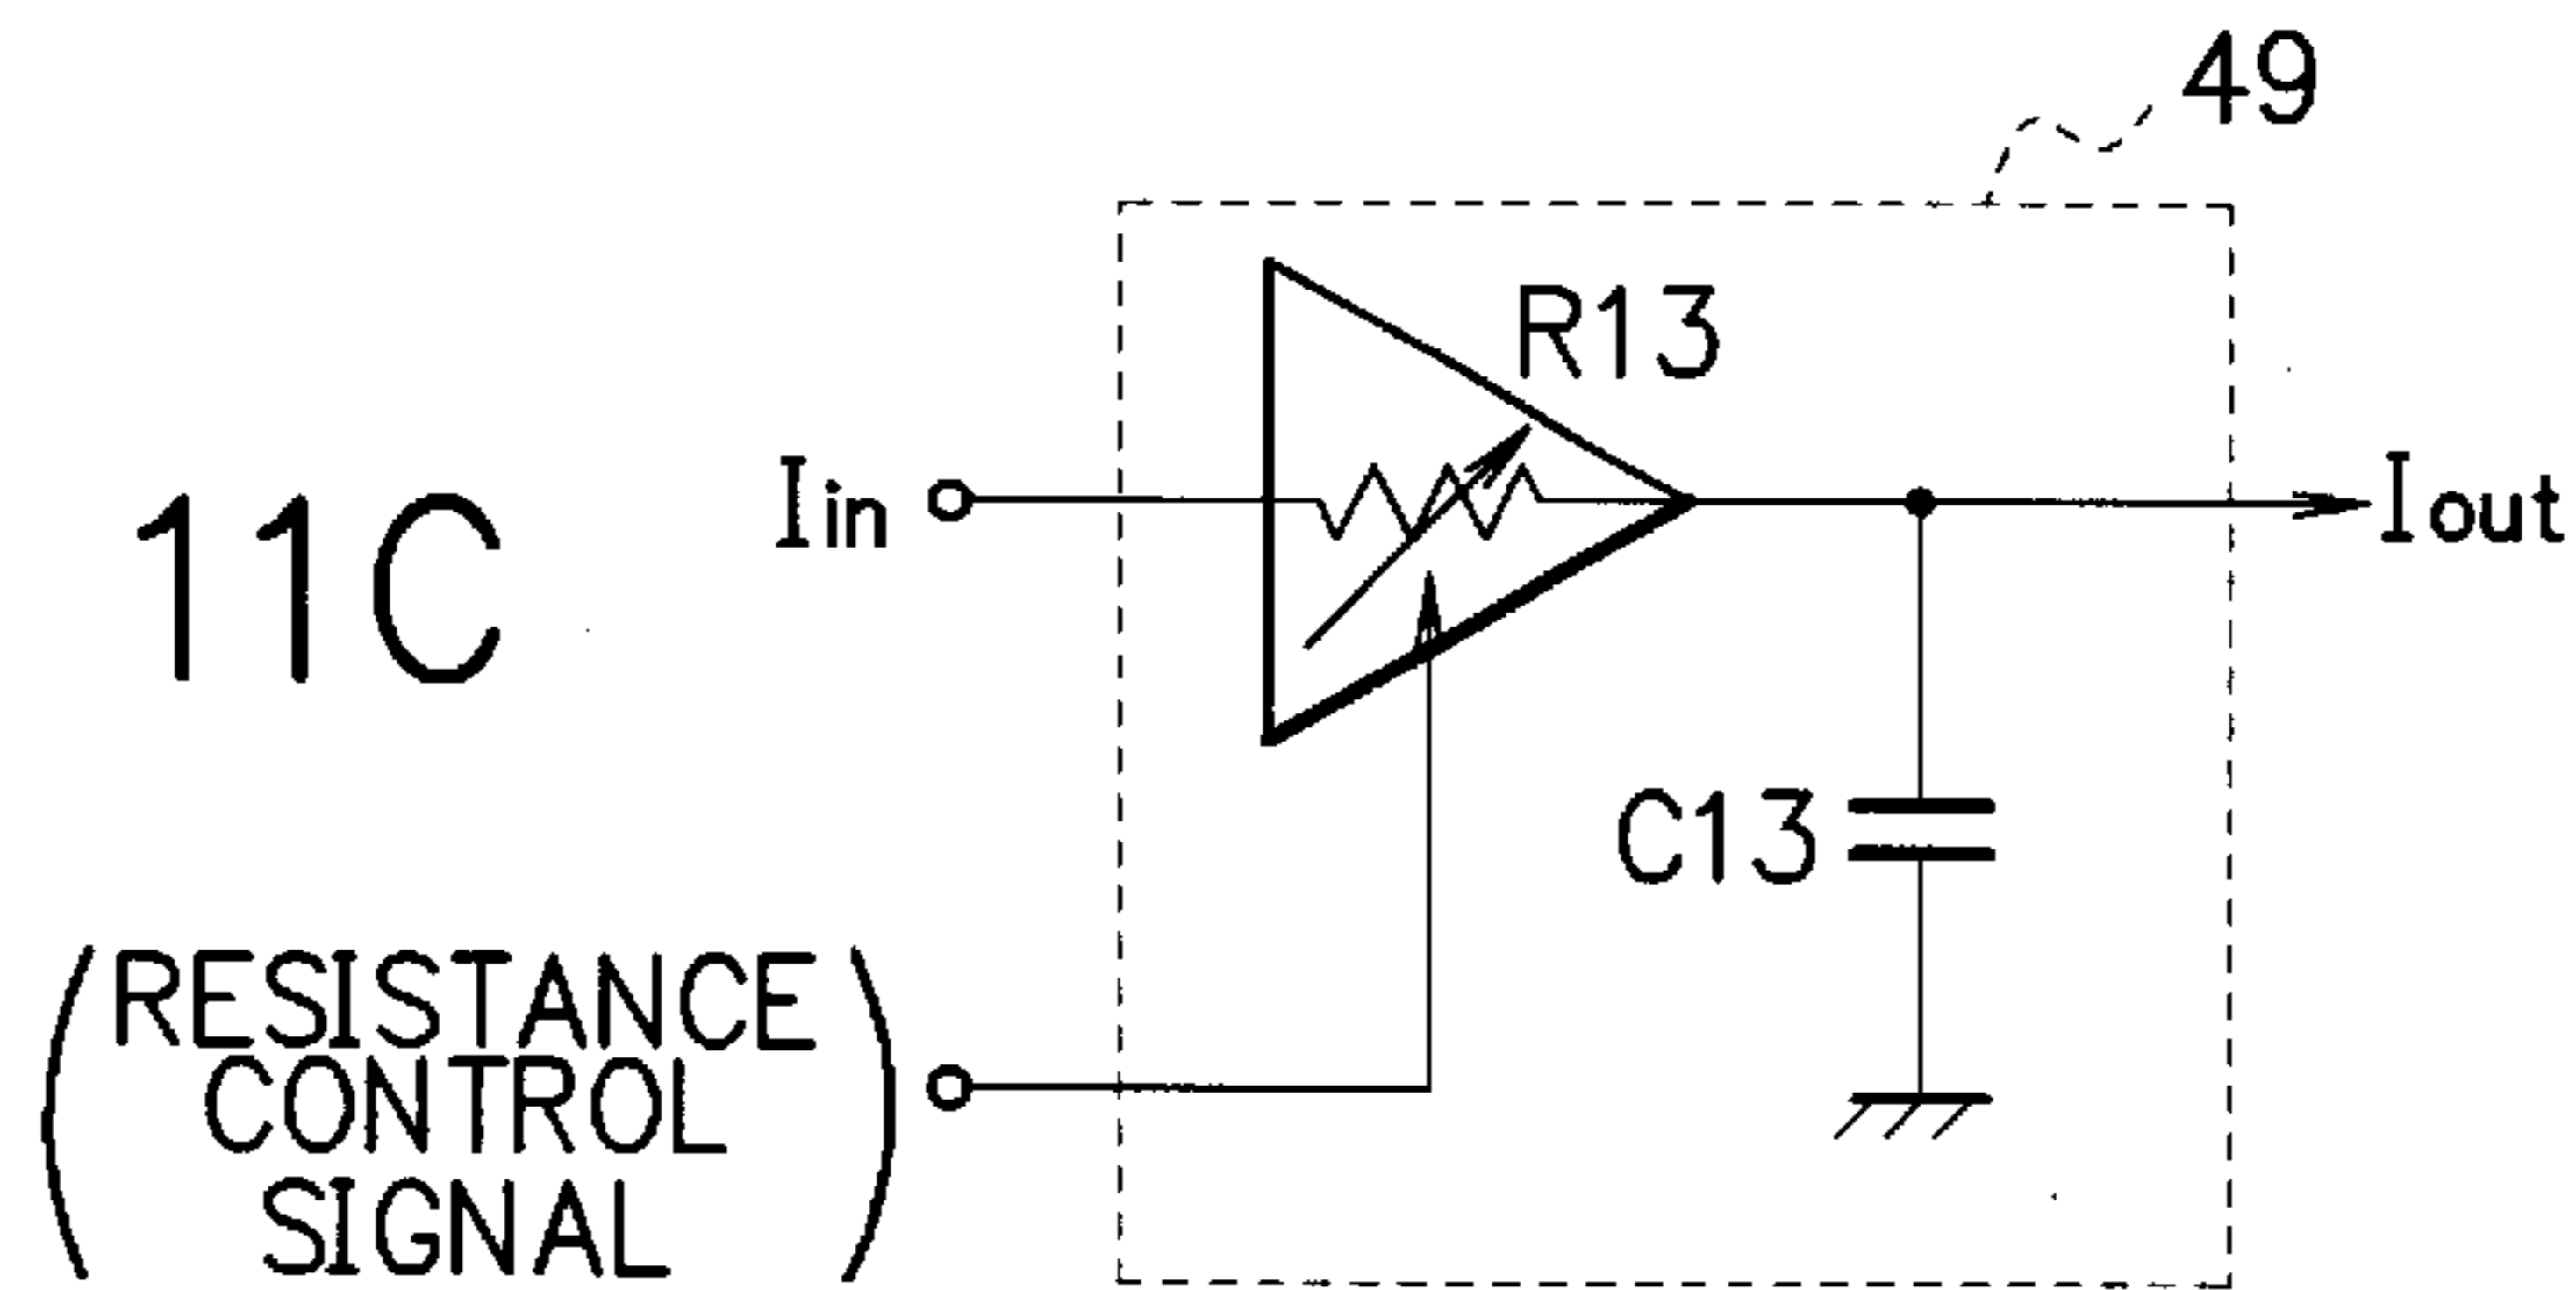 49
R13
11C
Iin
Iout
C13
(RESISTANCE
CONTROL
SIGNAL)